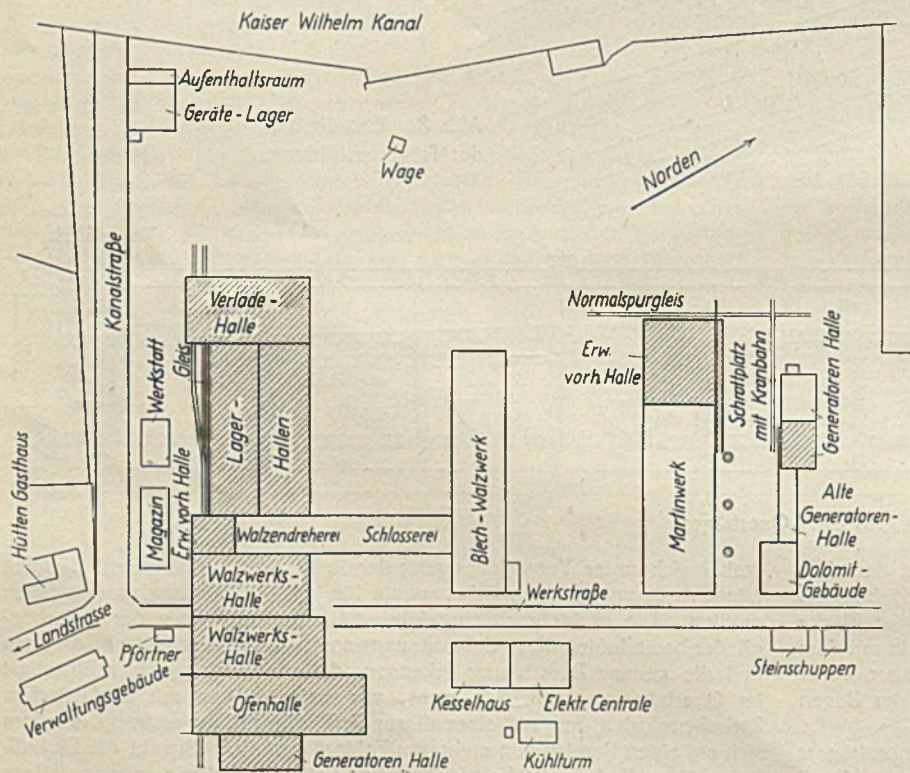 Kaiser Wilhelm Kanal
Aufenthaltsraum
Geräte-Lager
Wage
Norden
Kanalstraße
Verlade-
Halle
Gleis
Werkstatt
Lager-
Hallen
Magazin
Erw. vorh. Halle
Walzendreherei
Schlosserei
Blech-Walzwerk
Normalspurgleis
Erw.
vorh. Halle
Schrattplatz
mit Kranbahn
Generatoren Halle
Martinwerk
Alte
Generatoren-
Halle
Dolomit-
Gebäude
Hütten Gasthaus
Landstrasse
Walzwerks-
Halle
Werkstraße
Pförtner
Walzwerks-
Halle
Verwaltungsgebäude
Ofenhalle
Kesselhaus
Elektr. Centrale
Steinschuppen
Generatoren Halle
Kühlturm